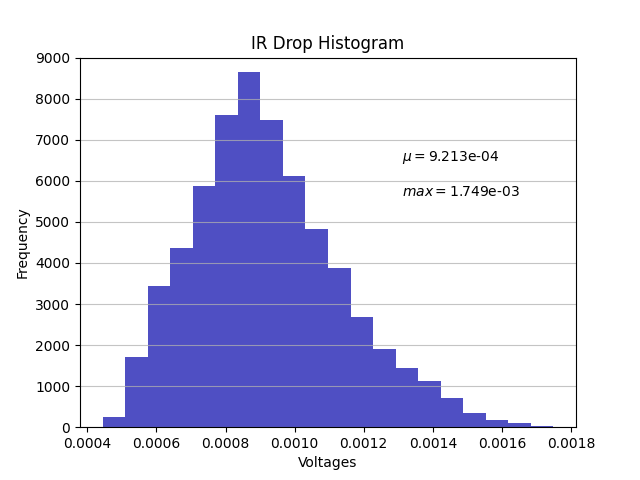 IR Drop Histogram
9000
8000
7000
6000
5000
4000
3000
2000
1000
0
Frequency
μ = 9.213e-04
max = 1.749e-03
0.0004 0.0006 0.0008 0.0010 0.0012 0.0014 0.0016 0.0018
Voltages